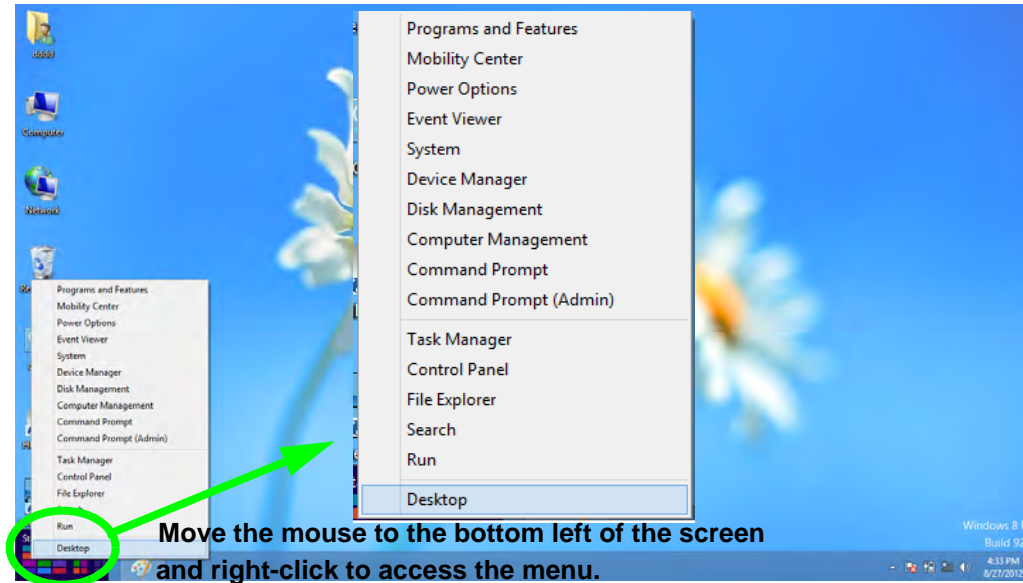 dddd
Computer
Network
Programs and Features
Mobility Center
Power Options
Event Viewer
System
Device Manager
Disk Management
Computer Management
Command Prompt
Command Prompt (Admin)
Task Manager
Control Panel
File Explorer
Run
Desktop
Programs and Features
Mobility Center
Power Options
Event Viewer
System
Device Manager
Disk Management
Computer Management
Command Prompt
Command Prompt (Admin)
Task Manager
Control Panel
File Explorer
Search
Run
Desktop
Move the mouse to the bottom left of the screen
and right-click to access the menu.
Windows 8
Build 92
4:33 PM
8/27/2012